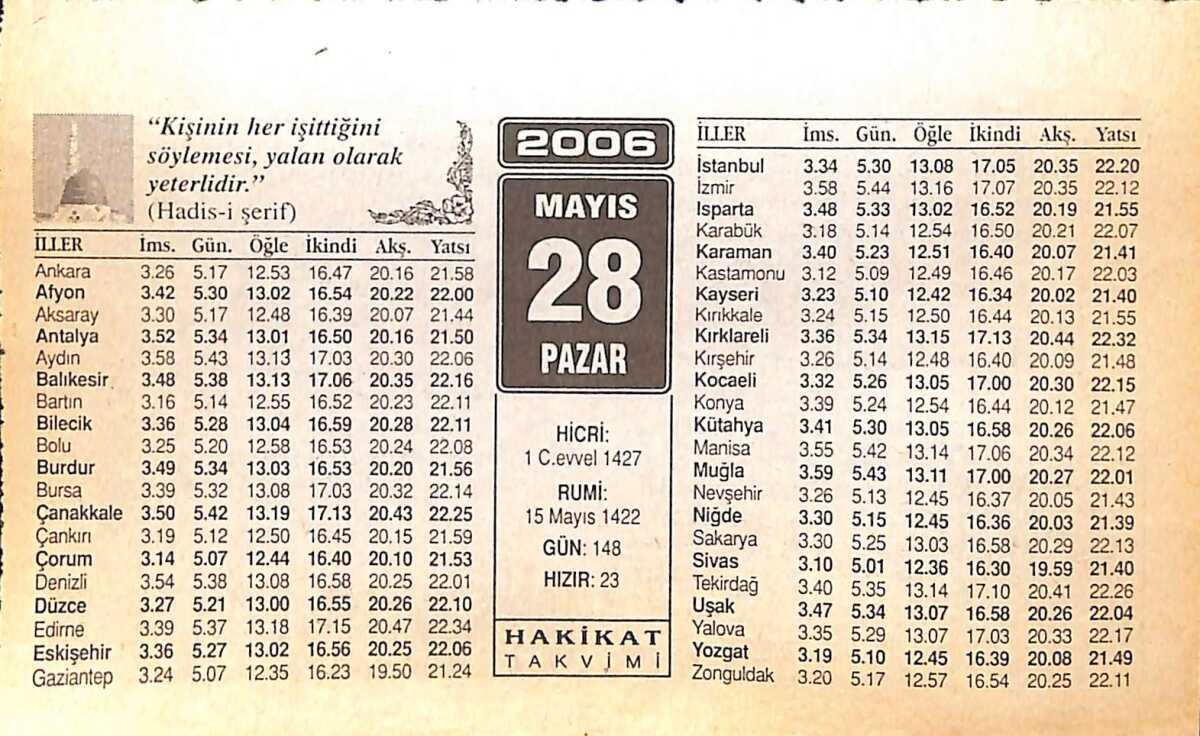 “Kişinin her işittiğini
söylemesi, yalan olarak
yeterlidir.”
(Hadis-i şerif)
İLLER İms. Gün. Öğle İkindi Akş. Yatsı
Ankara 3.26 5.17 12.53 16.47 20.16 21.58
Afyon 3.42 5.30 13.02 16.54 20.22 22.00
Aksaray 3.30 5.17 12.48 16.39 20.07 21.44
Antalya 3.52 5.34 13.01 16.50 20.16 21.50
Aydın 3.58 5.43 13.13 17.03 20.30 22.06
Balıkesir 3.48 5.38 13.13 17.06 20.35 22.16
Bartın 3.16 5.14 12.55 16.52 20.23 22.11
Bilecik 3.36 5.28 13.04 16.59 20.28 22.11
Bolu 3.25 5.20 12.58 16.53 20.24 22.08
Burdur 3.49 5.34 13.03 16.53 20.20 21.56
Bursa 3.39 5.32 13.08 17.03 20.32 22.14
Çanakkale 3.50 5.42 13.19 17.13 20.43 22.25
Çankırı 3.19 5.12 12.50 16.45 20.15 21.59
Çorum 3.14 5.07 12.44 16.40 20.10 21.53
Denizli 3.54 5.38 13.08 16.58 20.25 22.01
Düzce 3.27 5.21 13.00 16.55 20.26 22.10
Edirne 3.39 5.37 13.18 17.15 20.47 22.34
Eskişehir 3.36 5.27 13.02 16.56 20.25 22.06
Gaziantep 3.24 5.07 12.35 16.23 19.50 21.24
2006
MAYIS
28
PAZAR
HİCRİ:
1 C.evvel 1427
RUMİ:
15 Mayıs 1422
GÜN: 148
HIZIR: 23
HAKİKAT
TAKVİMİ
İLLER İms. Gün. Öğle İkindi Akş. Yatsı
İstanbul 3.34 5.30 13.08 17.05 20.35 22.20
İzmir 3.58 5.44 13.16 17.07 20.35 22.12
Isparta 3.48 5.33 13.02 16.52 20.19 21.55
Karabük 3.18 5.14 12.54 16.50 20.21 22.07
Karaman 3.40 5.23 12.51 16.40 20.07 21.41
Kastamonu 3.12 5.09 12.49 16.46 20.17 22.03
Kayseri 3.23 5.10 12.42 16.34 20.02 21.40
Kırıkkale 3.24 5.15 12.50 16.44 20.13 21.55
Kırklareli 3.36 5.34 13.15 17.13 20.44 22.32
Kırşehir 3.26 5.14 12.48 16.40 20.09 21.48
Kocaeli 3.32 5.26 13.05 17.00 20.30 22.15
Konya 3.39 5.24 12.54 16.44 20.12 21.47
Kütahya 3.41 5.30 13.05 16.58 20.26 22.06
Manisa 3.55 5.42 13.14 17.06 20.34 22.12
Muğla 3.59 5.43 13.11 17.00 20.27 22.01
Nevşehir 3.26 5.13 12.45 16.37 20.05 21.43
Niğde 3.30 5.15 12.45 16.36 20.03 21.39
Sakarya 3.30 5.25 13.03 16.58 20.29 22.13
Sivas 3.10 5.01 12.36 16.30 19.59 21.40
Tekirdağ 3.40 5.35 13.14 17.10 20.41 22.26
Uşak 3.47 5.34 13.07 16.58 20.26 22.04
Yalova 3.35 5.29 13.07 17.03 20.33 22.17
Yozgat 3.19 5.10 12.45 16.39 20.08 21.49
Zonguldak 3.20 5.17 12.57 16.54 20.25 22.11